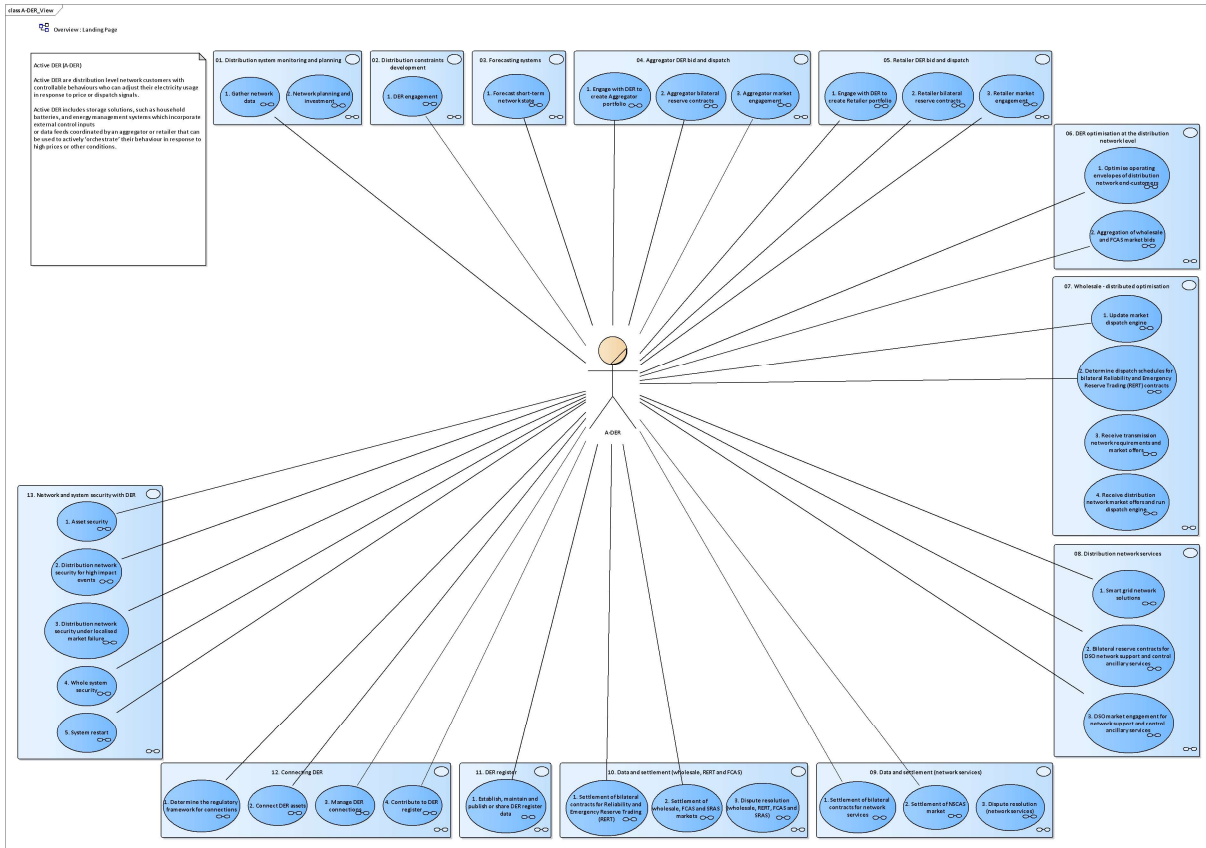 class A-DER_View
Overview : Landing Page
Active DER (A-DER)
Active DER are distribution level network customers with
controllable behaviours who can adjust their electricity usage
in response to price or dispatch signals.
Active DER includes storage solutions, such as household
batteries, and energy management systems which incorporate
external control inputs
or data feeds coordinated by an aggregator or retailer that can
be used to actively 'orchestrate' their behaviour in response to
high prices or other conditions.
01. Distribution system monitoring and planning
1. Gather network
data
2. Network planning and
investment
02. Distribution constraints
development
1. DER engagement
03. Forecasting systems
1. Forecast short-term
network state
04. Aggregator DER bid and dispatch
1. Engage with DER to
create Aggregator
portfolio
2. Aggregator bilateral
reserve contracts
3. Aggregator market
engagement
05. Retailer DER bid and dispatch
1. Engage with DER to
create Retailer portfolio
2. Retailer bilateral
reserve contracts
3. Retailer market
engagement
06. DER optimisation at the distribution
network level
1. Optimise operating
envelopes of distribution
network end-customers
2. Aggregation of wholesale
and FCAS market bids
07. Wholesale - distributed optimisation
1. Update market
dispatch engine
2. Determine dispatch schedules for
bilateral Reliability and Emergency
Reserve Trading (RERT) contracts
3. Receive transmission
network requirements and
market offers
4. Receive distribution
network market offers and run
dispatch engine
A-DER
13. Network and system security with DER
1. Asset security
2. Distribution network
security for high impact
events
3. Distribution network
security under localised
market failure
4. Whole system
security
5. System restart
08. Distribution network services
1. Smart grid network
solutions
2. Bilateral reserve contracts for
DSO network support and control
ancillary services
3. DSO market engagement for
network support and control
ancillary services
12. Connecting DER
1. Determine the regulatory
framework for connections
2. Connect DER assets
3. Manage DER
connections
4. Contribute to DER
register
11. DER register
1. Establish, maintain and
publish or share DER register
data
10. Data and settlement (wholesale, RERT and FCAS)
1. Settlement of bilateral
contracts for Reliability and
Emergency Reserve Trading
(RERT)
2. Settlement of
wholesale, FCAS and SRAS
markets
3. Dispute resolution
(wholesale, RERT, FCAS and
SRAS)
09. Data and settlement (network services)
1. Settlement of bilateral
contracts for network
services
2. Settlement of NSCAS
market
3. Dispute resolution
(network services)